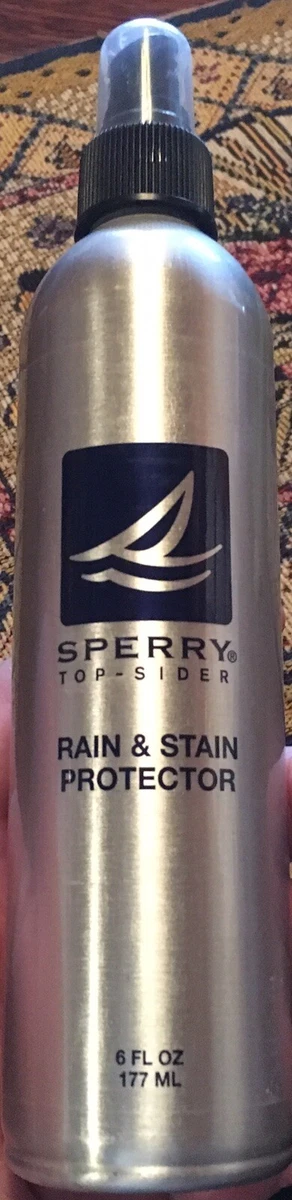 SPERRY®
TOP-SIDER
RAIN & STAIN
PROTECTOR
6 FL OZ
177 ML